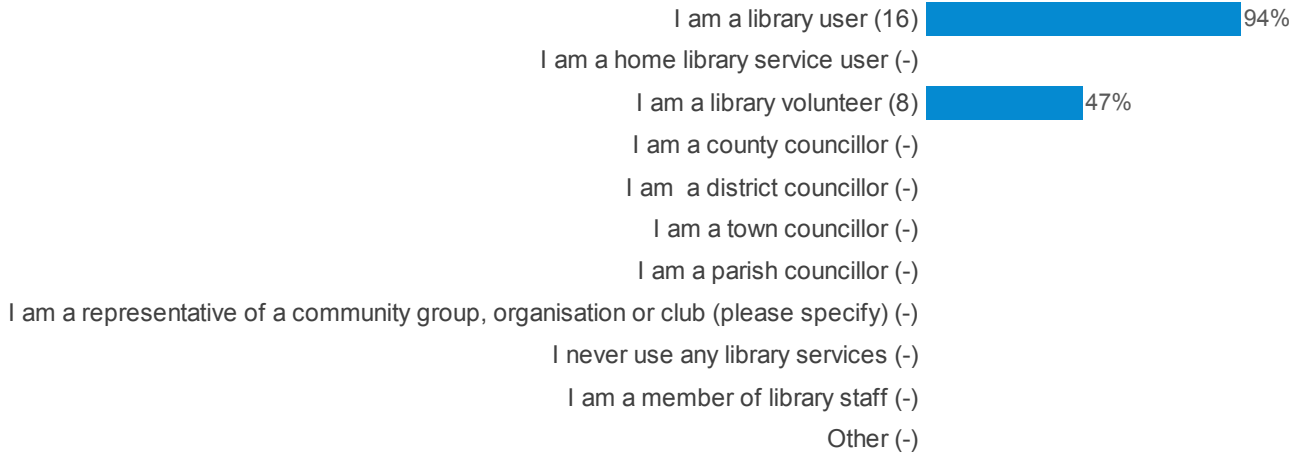 I am a library user (16) 94%
I am a home library service user (-)
I am a library volunteer (8) 47%
I am a county councillor (-)
I am  a district councillor (-)
I am a town councillor (-)
I am a parish councillor (-)
I am a representative of a community group, organisation or club (please specify) (-)
I never use any library services (-)
I am a member of library staff (-)
Other (-)